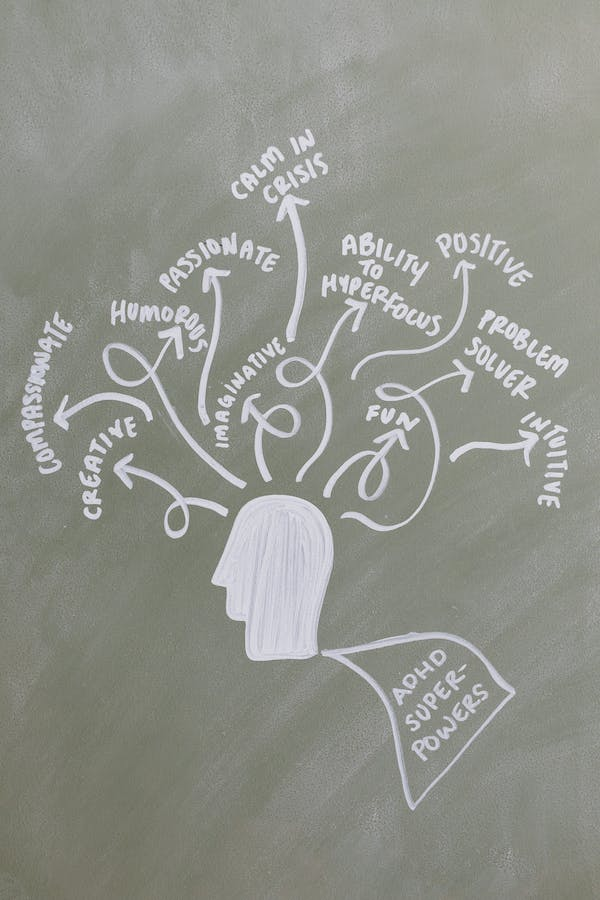 CALM IN
CRISIS
PASSIONATE
ABILITY
TO
HYPERFOCUS
POSITIVE
HUMOROUS
COMPASSIONATE
IMAGINATIVE
PROBLEM
SOLVER
CREATIVE
FUN
INTUITIVE
ADHD
SUPER-
POWERS